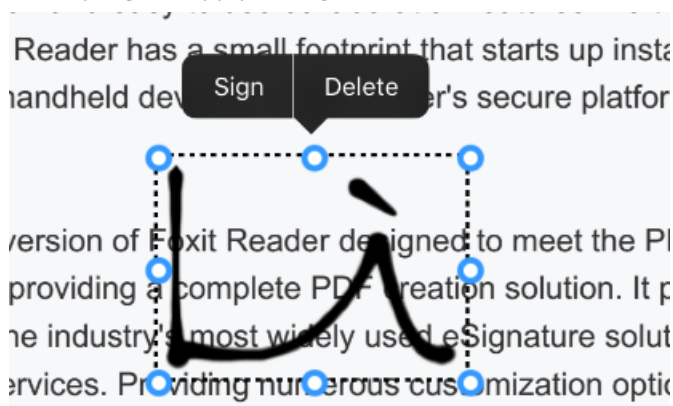 Reader has a small footprint that starts up insta
Sign Delete
handheld dev er's secure platfor
Lì
version of Foxit Reader designed to meet the P
providing a complete PDF creation solution. It p
he industry's most widely used eSignature solut
ervices. Providing numerous customization optio